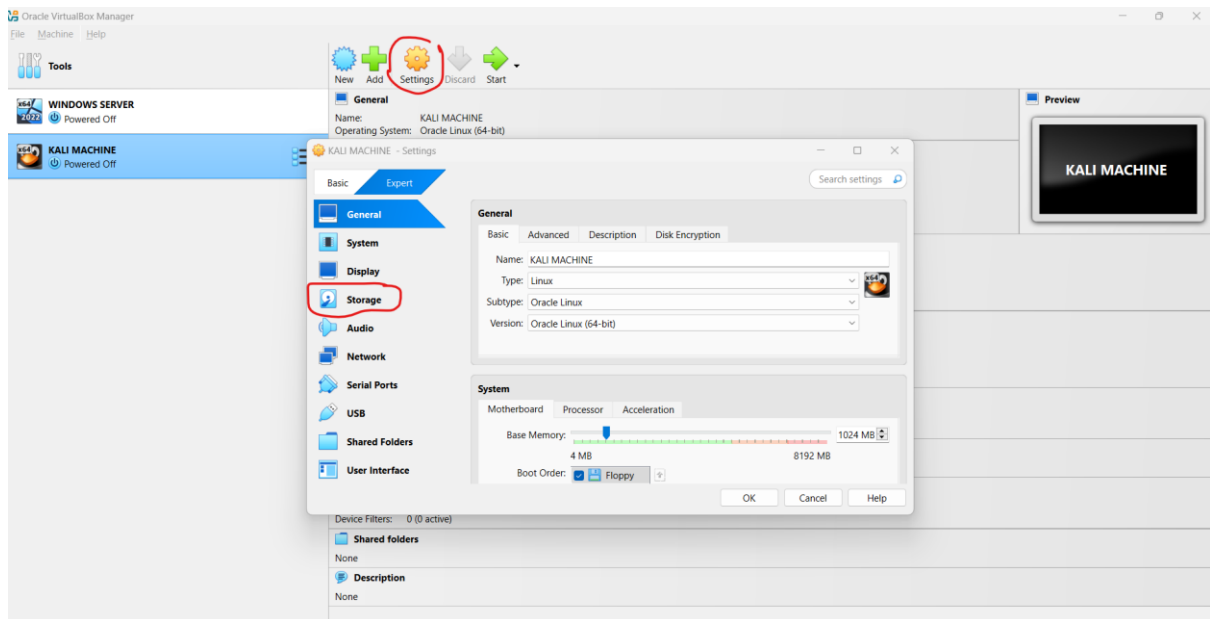 Oracle VirtualBox Manager
File Machine Help
Tools
New Add Settings Discard Start
x64
2022
WINDOWS SERVER
Powered Off
x64
KALI MACHINE
Powered Off
General
Name: KALI MACHINE
Operating System: Oracle Linux (64-bit)
Preview
KALI MACHINE
KALI MACHINE - Settings
Basic Expert
Search settings
General
System
Display
Storage
Audio
Network
Serial Ports
USB
Shared Folders
User Interface
General
Basic Advanced Description Disk Encryption
Name: KALI MACHINE
Type: Linux
x64
Subtype: Oracle Linux
Version: Oracle Linux (64-bit)
System
Motherboard Processor Acceleration
Base Memory: 1024 MB
4 MB 8192 MB
Boot Order: Floppy
OK Cancel Help
Device Filters: 0 (0 active)
Shared folders
None
Description
None